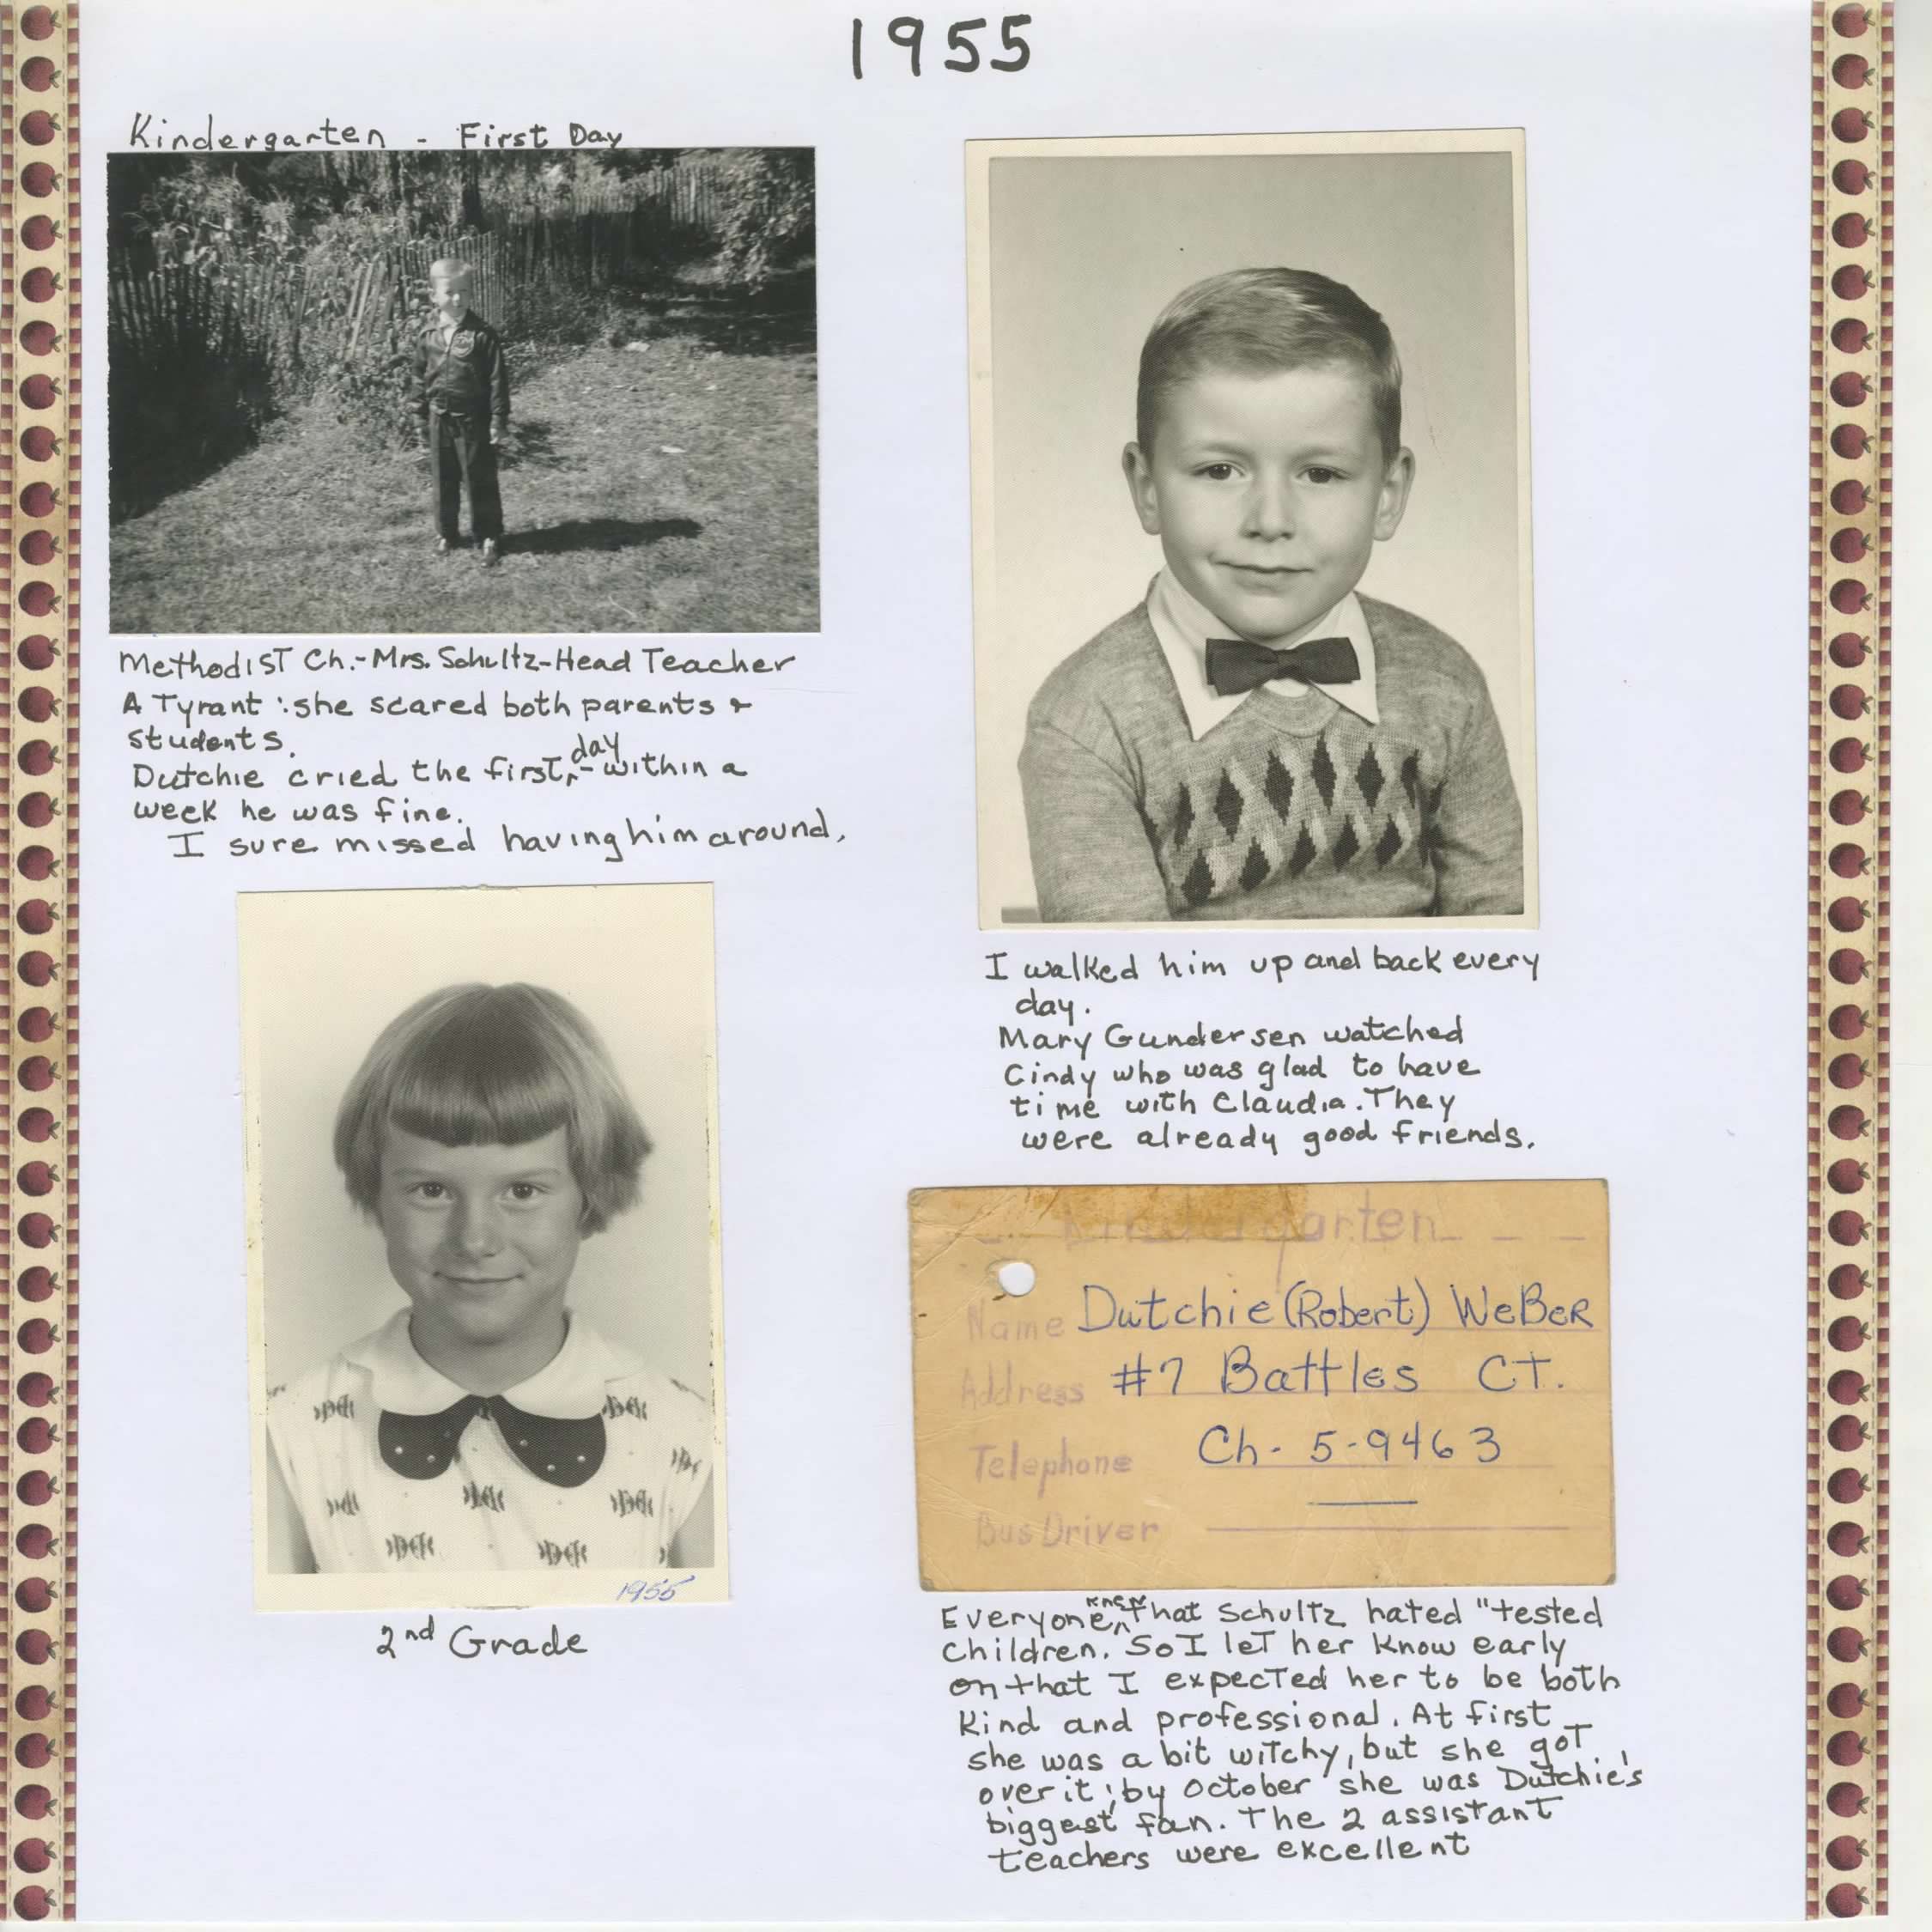 1955
Kindergarten - First Day
Methodist Ch.-Mrs. Schultz-Head Teacher
A Tyrant: she scared both parents &
students.
Dutchie cried the first day - within a
week he was fine.
I sure missed having him around.
1955
2nd Grade
I walked him up and back every
day.
Mary Gundersen watched
Cindy who was glad to have
time with Claudia. They
were already good friends.
Kindergarten
Name Dutchie (Robert) WeBeR
Address #7 Battles CT.
Telephone Ch- 5-9463
Bus Driver
Everyone knew that Schultz hated "tested
children. So I let her know early
on that I expected her to be both
kind and professional. At first
she was a bit witchy, but she got
over it; by October she was Dutchie's
biggest fan. The 2 assistant
teachers were excellent